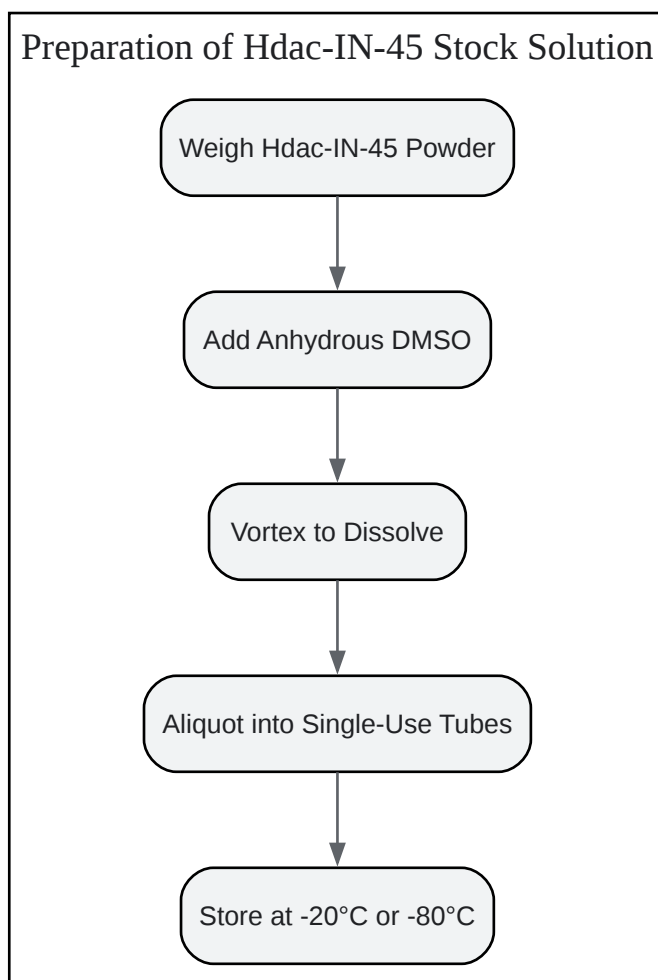 Preparation of Hdac-IN-45 Stock Solution
Weigh Hdac-IN-45 Powder
Add Anhydrous DMSO
Vortex to Dissolve
Aliquot into Single-Use Tubes
Store at -20°C or -80°C